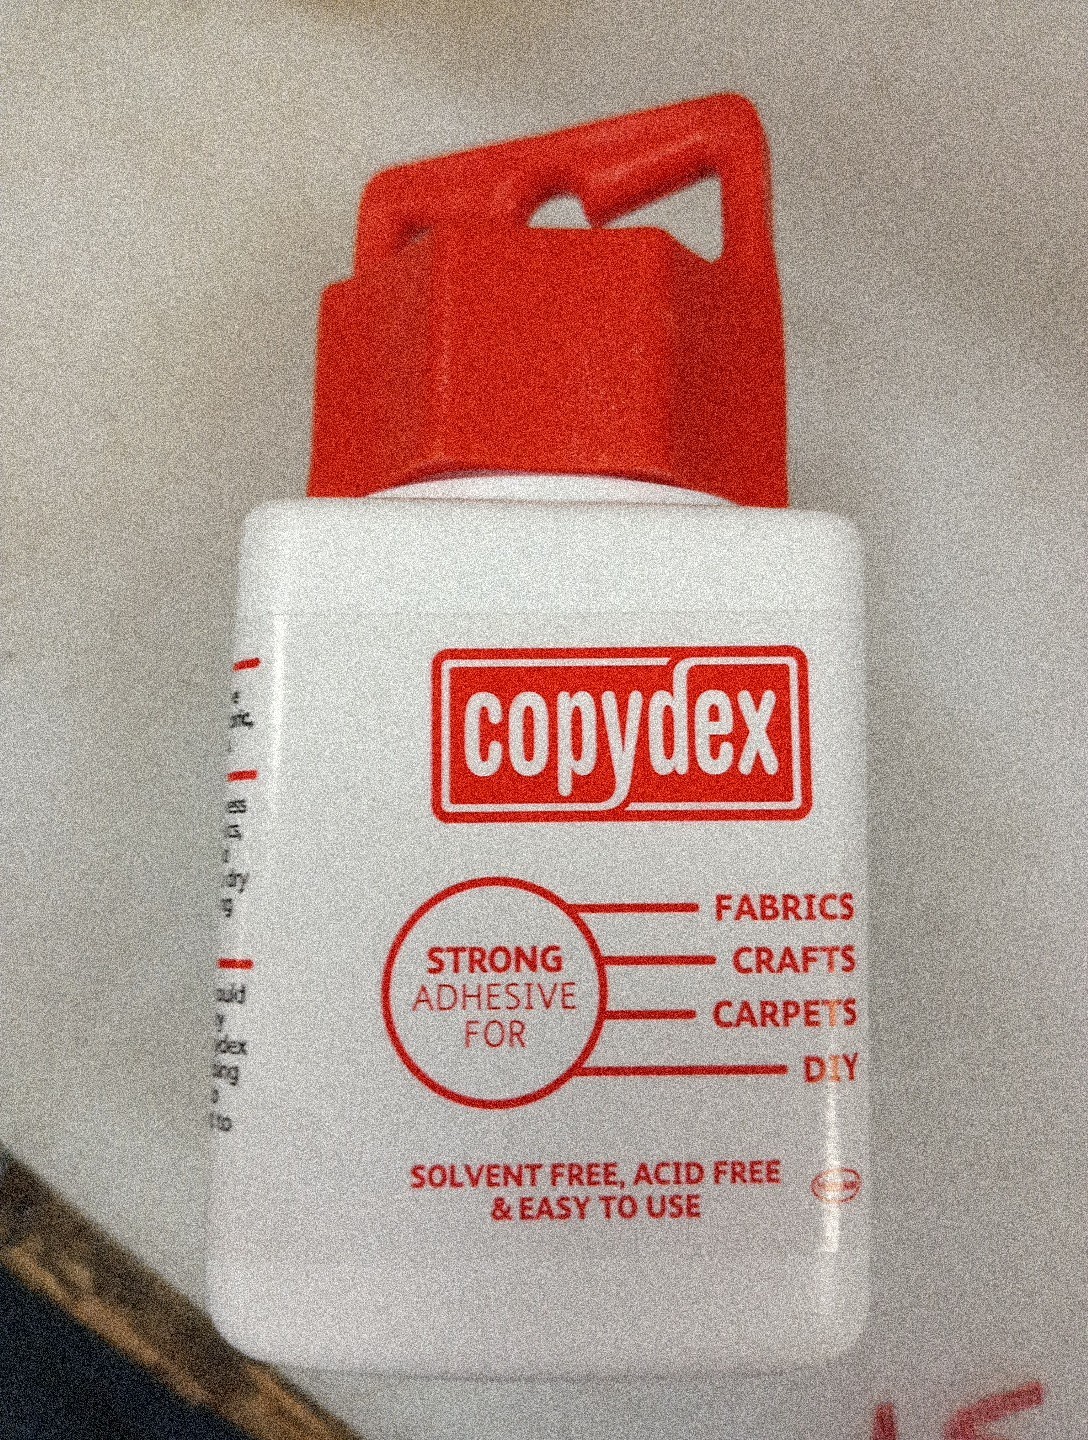 copydex
STRONG
ADHESIVE
FOR
FABRICS
CRAFTS
CARPETS
DIY
SOLVENT FREE, ACID FREE
& EASY TO USE